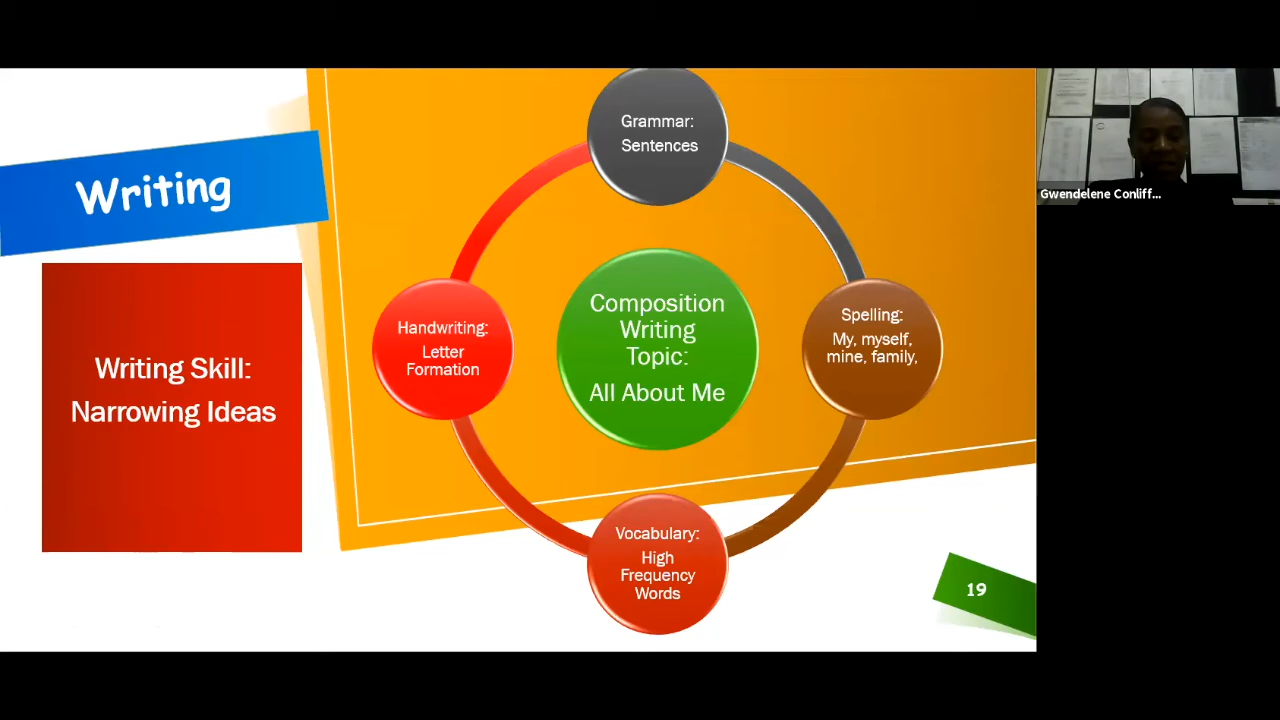 Writing
Writing Skill:
Narrowing Ideas
Grammar:
Sentences
Handwriting:
Letter
Formation
Composition
Writing
Topic:
All About Me
Spelling:
My, myself,
mine, family,
Vocabulary:
High
Frequency
Words
19
Gwendelene Conliff...